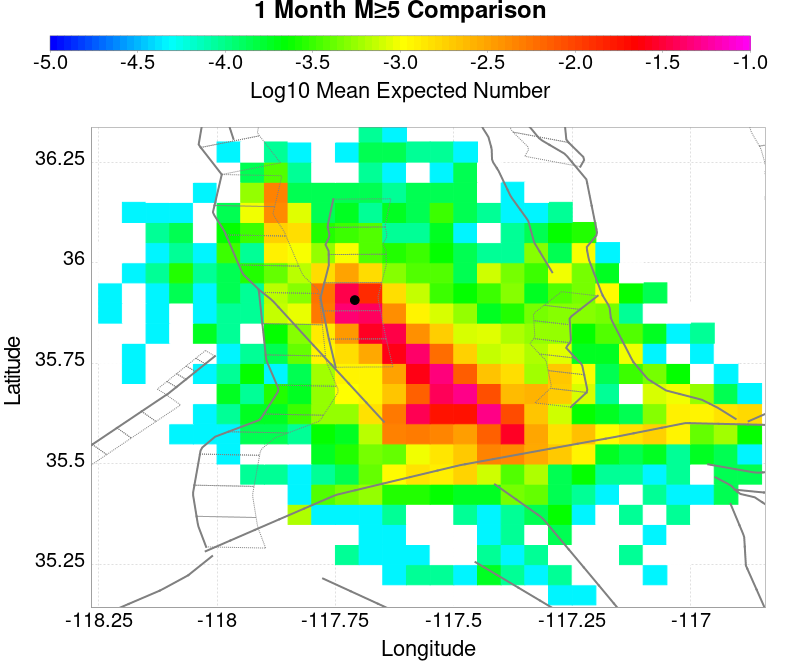 1 Month M≥5 Comparison
-5.0 -4.5 -4.0 -3.5 -3.0 -2.5 -2.0 -1.5 -1.0
Log10 Mean Expected Number
36.25
36
35.75
35.5
35.25
Latitude
-118.25 -118 -117.75 -117.5 -117.25 -117
Longitude